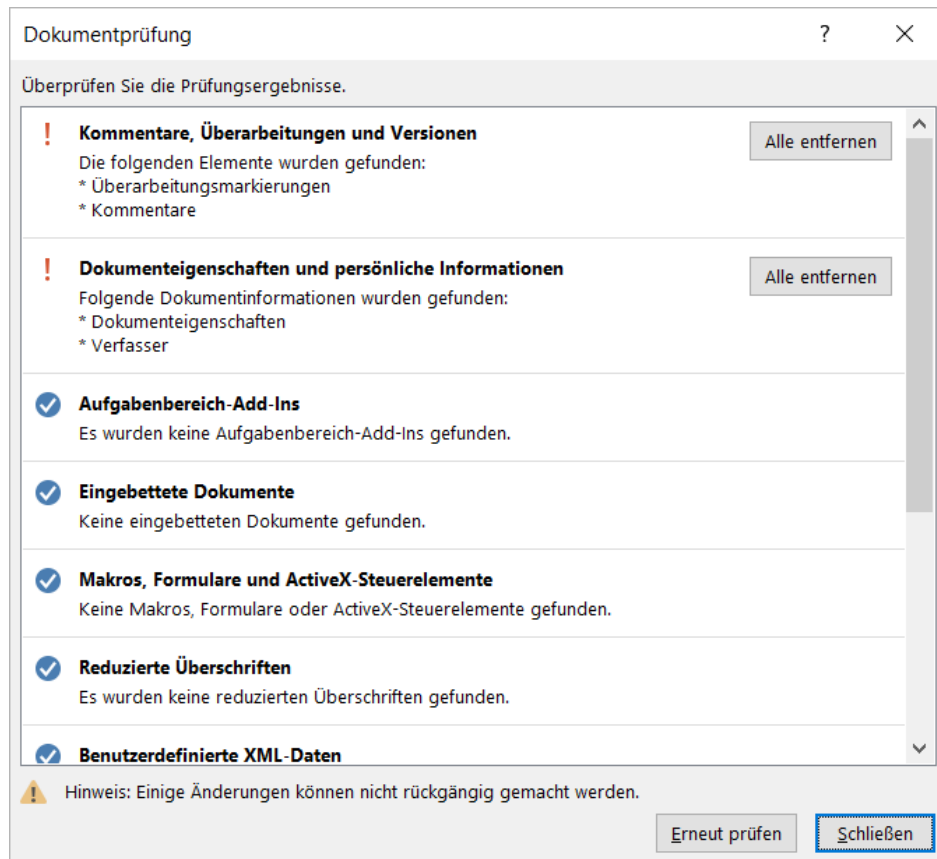 Dokumentprüfung
?
Überprüfen Sie die Prüfungsergebnisse.
! Kommentare, Überarbeitungen und Versionen
Alle entfernen
Die folgenden Elemente wurden gefunden:
* Überarbeitungsmarkierungen
* Kommentare
! Dokumenteigenschaften und persönliche Informationen
Alle entfernen
Folgende Dokumentinformationen wurden gefunden:
* Dokumenteigenschaften
* Verfasser
Aufgabenbereich-Add-Ins
Es wurden keine Aufgabenbereich-Add-Ins gefunden.
Eingebettete Dokumente
Keine eingebetteten Dokumente gefunden.
Makros, Formulare und ActiveX-Steuerelemente
Keine Makros, Formulare oder ActiveX-Steuerelemente gefunden.
Reduzierte Überschriften
Es wurden keine reduzierten Überschriften gefunden.
Benutzerdefinierte XML-Daten
Hinweis: Einige Änderungen können nicht rückgängig gemacht werden.
Erneut prüfen
Schließen